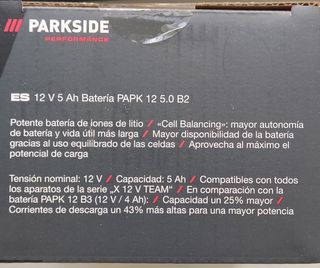 /// PARKSIDE
PERFORMANCE
ES 12 V 5 Ah Batería PAPK 12 5.0 B2
Potente batería de iones de litio / «Cell Balancing»: mayor autonomía
de batería y vida útil más larga / Mayor disponibilidad de la batería
gracias al uso equilibrado de las celdas / Aprovecha al máximo el
potencial de carga
Tensión nominal: 12 V / Capacidad: 5 Ah / Compatibles con todos
los aparatos de la serie „X 12 V TEAM“ / En comparación con la
batería PAPK 12 B3 (12 V / 4 Ah): / Capacidad un 25% mayor /
Corrientes de descarga un 43% más altas para una mayor potencia